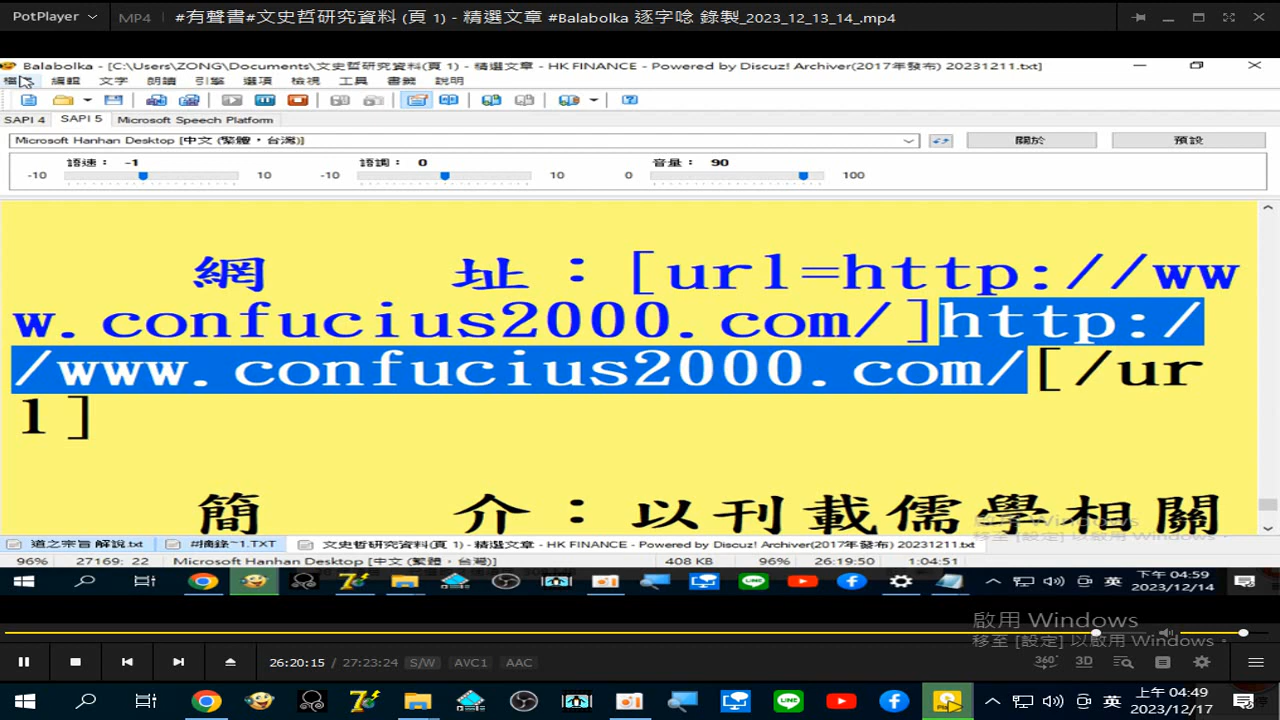 PotPlayer MP4 #有聲書#文史哲研究資料 (頁 1) - 精選文章 #Balabolka 逐字唸 錄製_2023_12_13_14_.mp4
Balabolka - [C:\Users\ZONG\Documents\文史哲研究資料(頁 1) - 精選文章 - HK FINANCE - Powered by Discuz! Archiver(2017年發布) 20231211.txt]
編輯 文字 朗讀 引擎 選項 檢視 工具 書籤 說明
SAPI 4 SAPI 5 Microsoft Speech Platform
Microsoft Hanhan Desktop [中文 (繁體，台灣)] 關於 預設
語速： -1 語調： 0 音量： 90
-10 10 -10 10 0 100
網 址：[url=http://ww
w.confucius2000.com/]http:/
/www.confucius2000.com/[/ur
l]
簡 介：以刊載儒學相關
啟用 Windows
移至 [設定] 以啟用 Windows。
道之宗旨 解說.txt #摘錄~1.TXT 文史哲研究資料(頁 1) - 精選文章 - HK FINANCE - Powered by Discuz! Archiver(2017年發布) 20231211.txt
96% 27169: 22 Microsoft Hanhan Desktop [中文 (繁體，台灣)] 408 KB 96% 26:19:50 1:04:51
英 下午 04:59
2023/12/14
啟用 Windows
移至 [設定] 以啟用 Windows。
26:20:15 / 27:23:24 S/W AVC1 AAC 360° 3D
英 上午 04:49
2023/12/17